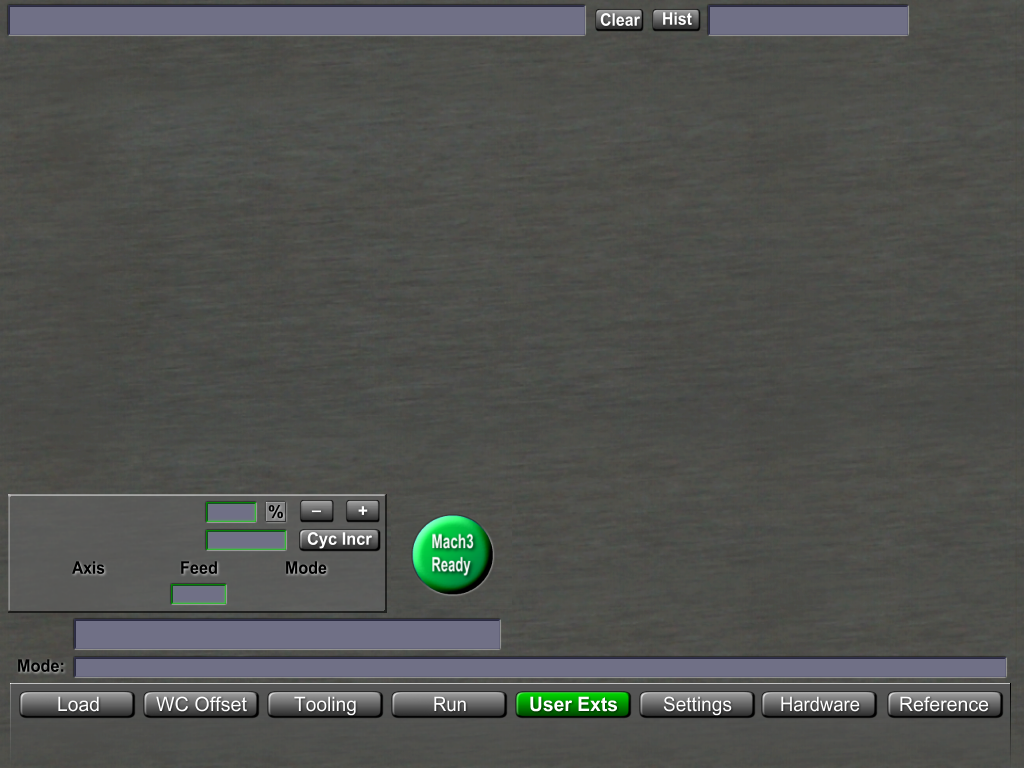 Clear Hist
% – +
Cyc Incr
Axis Feed Mode
Mach3
Ready
Mode:
Load WC Offset Tooling Run User Exts Settings Hardware Reference